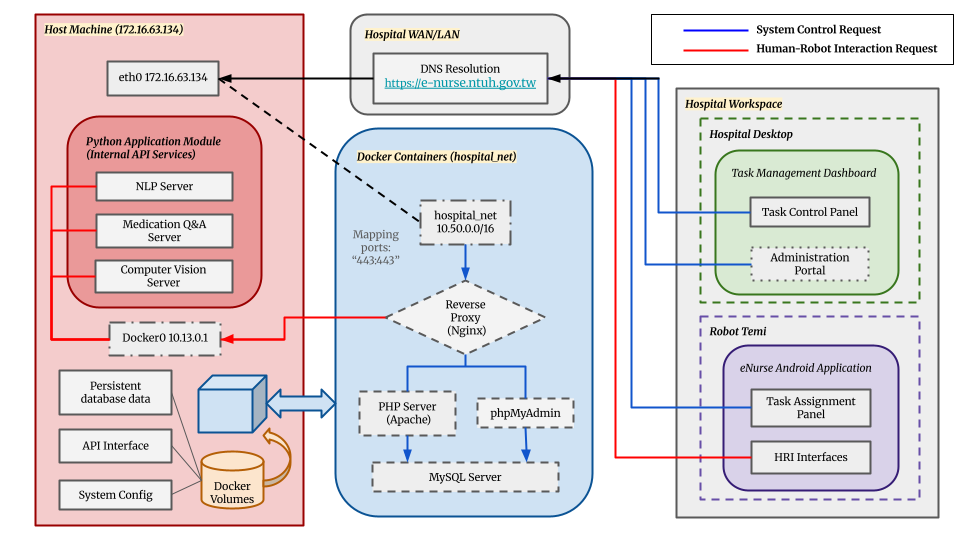 Host Machine (172.16.63.134)
eth0 172.16.63.134
Python Application Module
(Internal API Services)
NLP Server
Medication Q&A
Server
Computer Vision
Server
Docker0 10.13.0.1
Persistent
database data
API Interface
System Config
Docker
Volumes
Hospital WAN/LAN
DNS Resolution
https://e-nurse.ntuh.gov.tw
Docker Containers (hospital_net)
hospital_net
10.50.0.0/16
Mapping
ports:
“443:443”
Reverse
Proxy
(Nginx)
PHP Server
(Apache)
phpMyAdmin
MySQL Server
System Control Request
Human-Robot Interaction Request
Hospital Workspace
Hospital Desktop
Task Management Dashboard
Task Control Panel
Administration
Portal
Robot Temi
eNurse Android Application
Task Assignment
Panel
HRI Interfaces